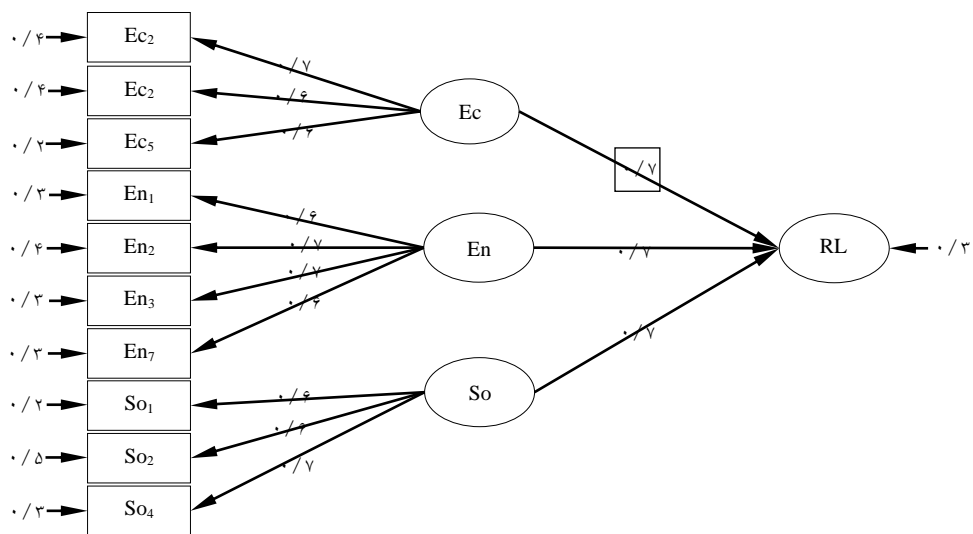 ۰/۴ Ec₂
۰/۷
۰/۴ Ec₂
۰/۶
Ec
۰/۲ Ec₅
۰/۶
۰/۷
۰/۳ En₁
۰/۶
۰/۴ En₂
۰/۷
En
۰/۷
RL
۰/۳
۰/۳ En₃
۰/۷
۰/۶
۰/۳ En₇
۰/۷
۰/۲ So₁
۰/۶
So
۰/۵ So₂
۰/۶
۰/۷
۰/۳ So₄